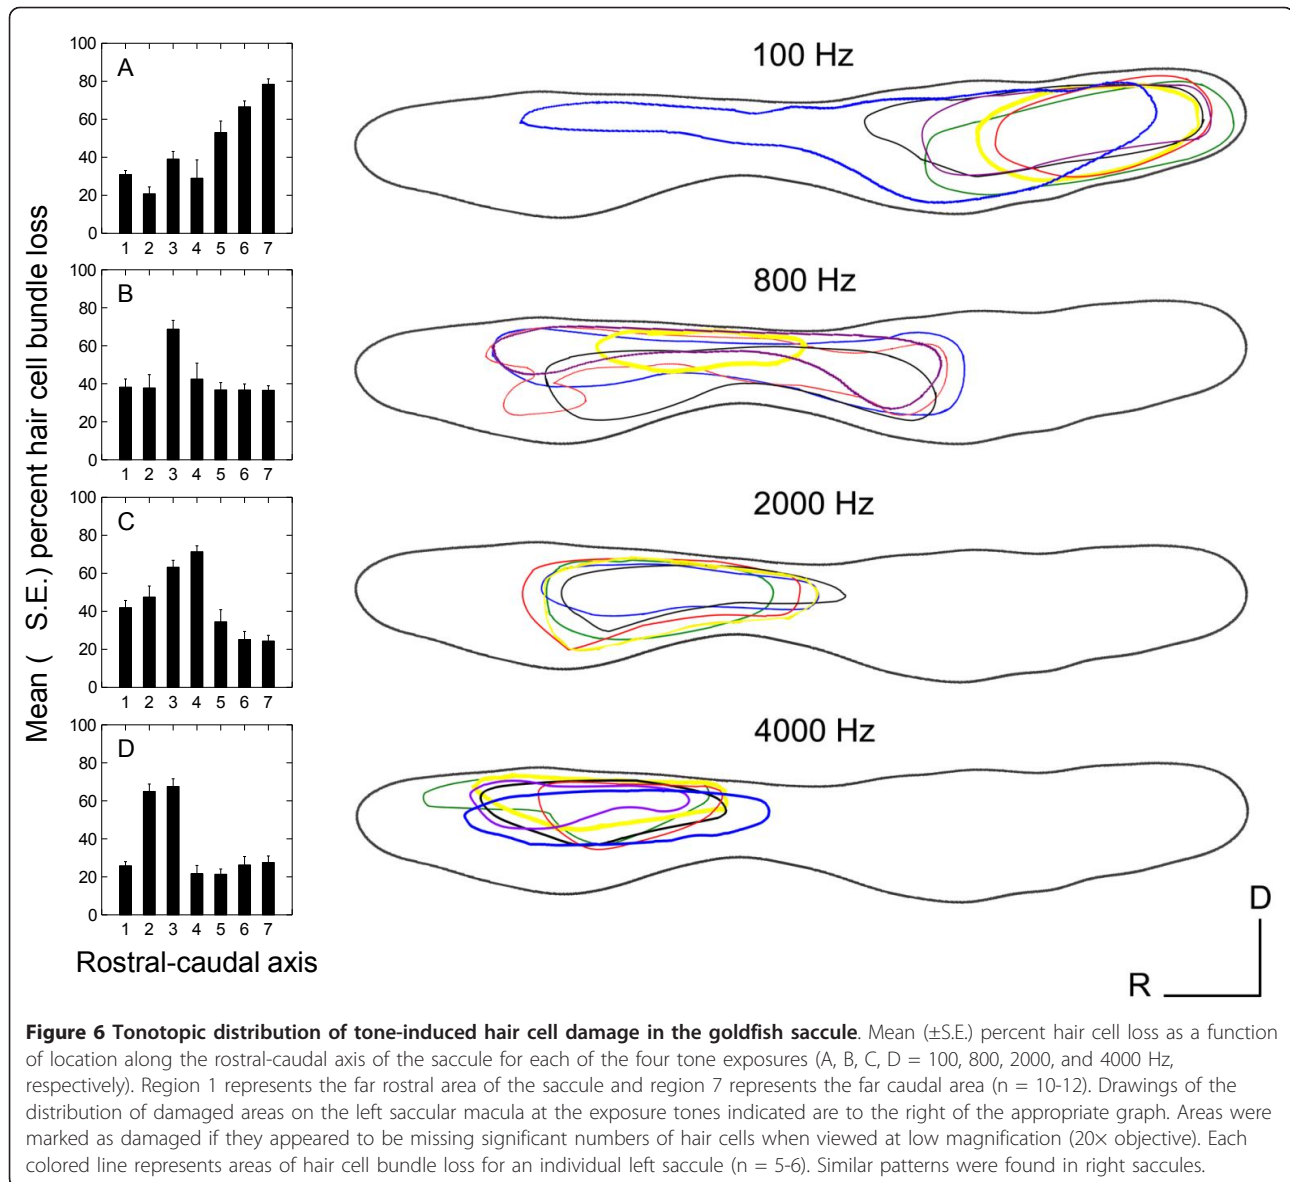 Mean ( S.E.) percent hair cell bundle loss
100
80
60
40
20
0
A
1 2 3 4 5 6 7
100 Hz
100
80
60
40
20
0
B
1 2 3 4 5 6 7
800 Hz
100
80
60
40
20
0
C
1 2 3 4 5 6 7
2000 Hz
100
80
60
40
20
0
D
1 2 3 4 5 6 7
4000 Hz
Rostral-caudal axis
D
R
Figure 6 Tonotopic distribution of tone-induced hair cell damage in the goldfish saccule. Mean (±S.E.) percent hair cell loss as a function
of location along the rostral-caudal axis of the saccule for each of the four tone exposures (A, B, C, D = 100, 800, 2000, and 4000 Hz,
respectively). Region 1 represents the far rostral area of the saccule and region 7 represents the far caudal area (n = 10-12). Drawings of the
distribution of damaged areas on the left saccular macula at the exposure tones indicated are to the right of the appropriate graph. Areas were
marked as damaged if they appeared to be missing significant numbers of hair cells when viewed at low magnification (20× objective). Each
colored line represents areas of hair cell bundle loss for an individual left saccule (n = 5-6). Similar patterns were found in right saccules.